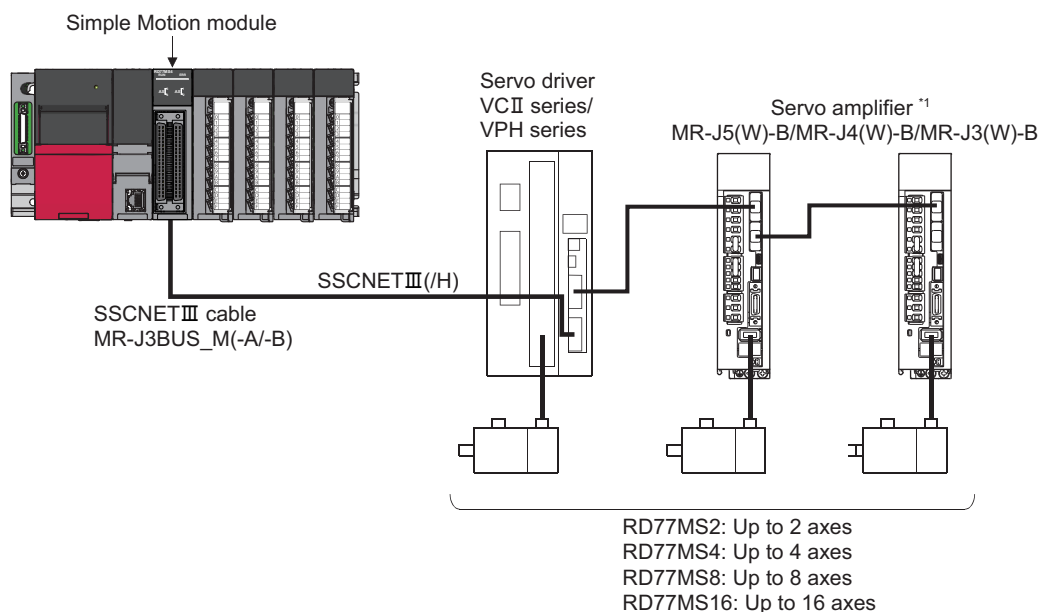 Simple Motion module
Servo driver
VCⅡ series/
VPH series
Servo amplifier *1
MR-J5(W)-B/MR-J4(W)-B/MR-J3(W)-B
SSCNETⅢ(/H)
SSCNETⅢ cable
MR-J3BUS_M(-A/-B)
RD77MS2: Up to 2 axes
RD77MS4: Up to 4 axes
RD77MS8: Up to 8 axes
RD77MS16: Up to 16 axes